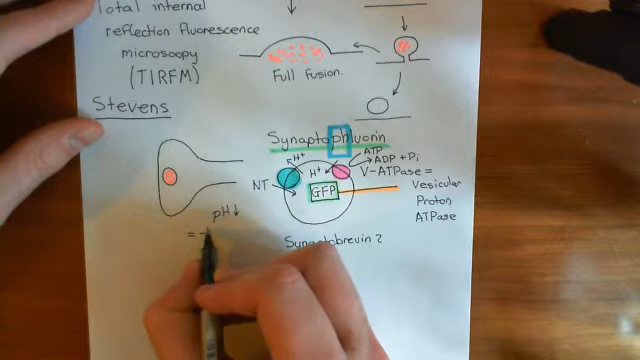 Total internal
reflection fluorescence
microscopy
(TIRFM)
Full Fusion.
Stevens
Synaptophluorin
H+
ATP
ADP + Pi
H+
V-ATPase =
Vesicular
Proton
ATPase
NT
GFP
pH↓
=
Synaptobrevin 2